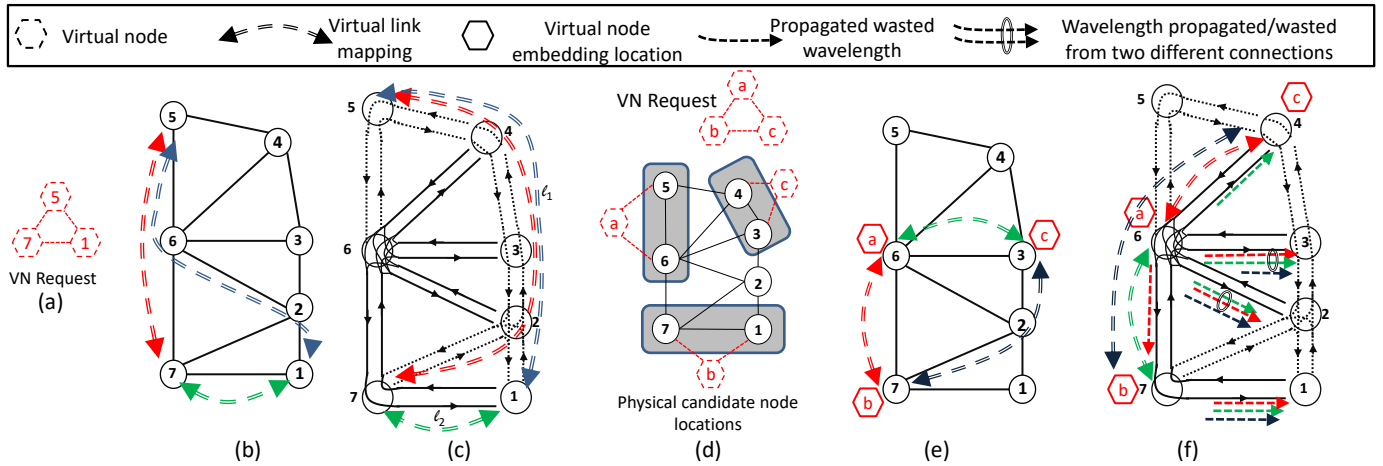 Virtual node
Virtual link
mapping
Virtual node
embedding location
Propagated wasted
wavelength
Wavelength propagated/wasted
from two different connections
5
7
1
VN Request
(a)
5
4
6
3
2
7
1
(b)
5
4
ℓ1
6
3
2
7
1
ℓ2
(c)
VN Request
a
b
c
5
4
c
a
3
6
2
7
1
b
Physical candidate node
locations
(d)
5
4
a
c
6
3
2
7
1
b
(e)
5
c
4
a
6
3
2
b
7
1
(f)